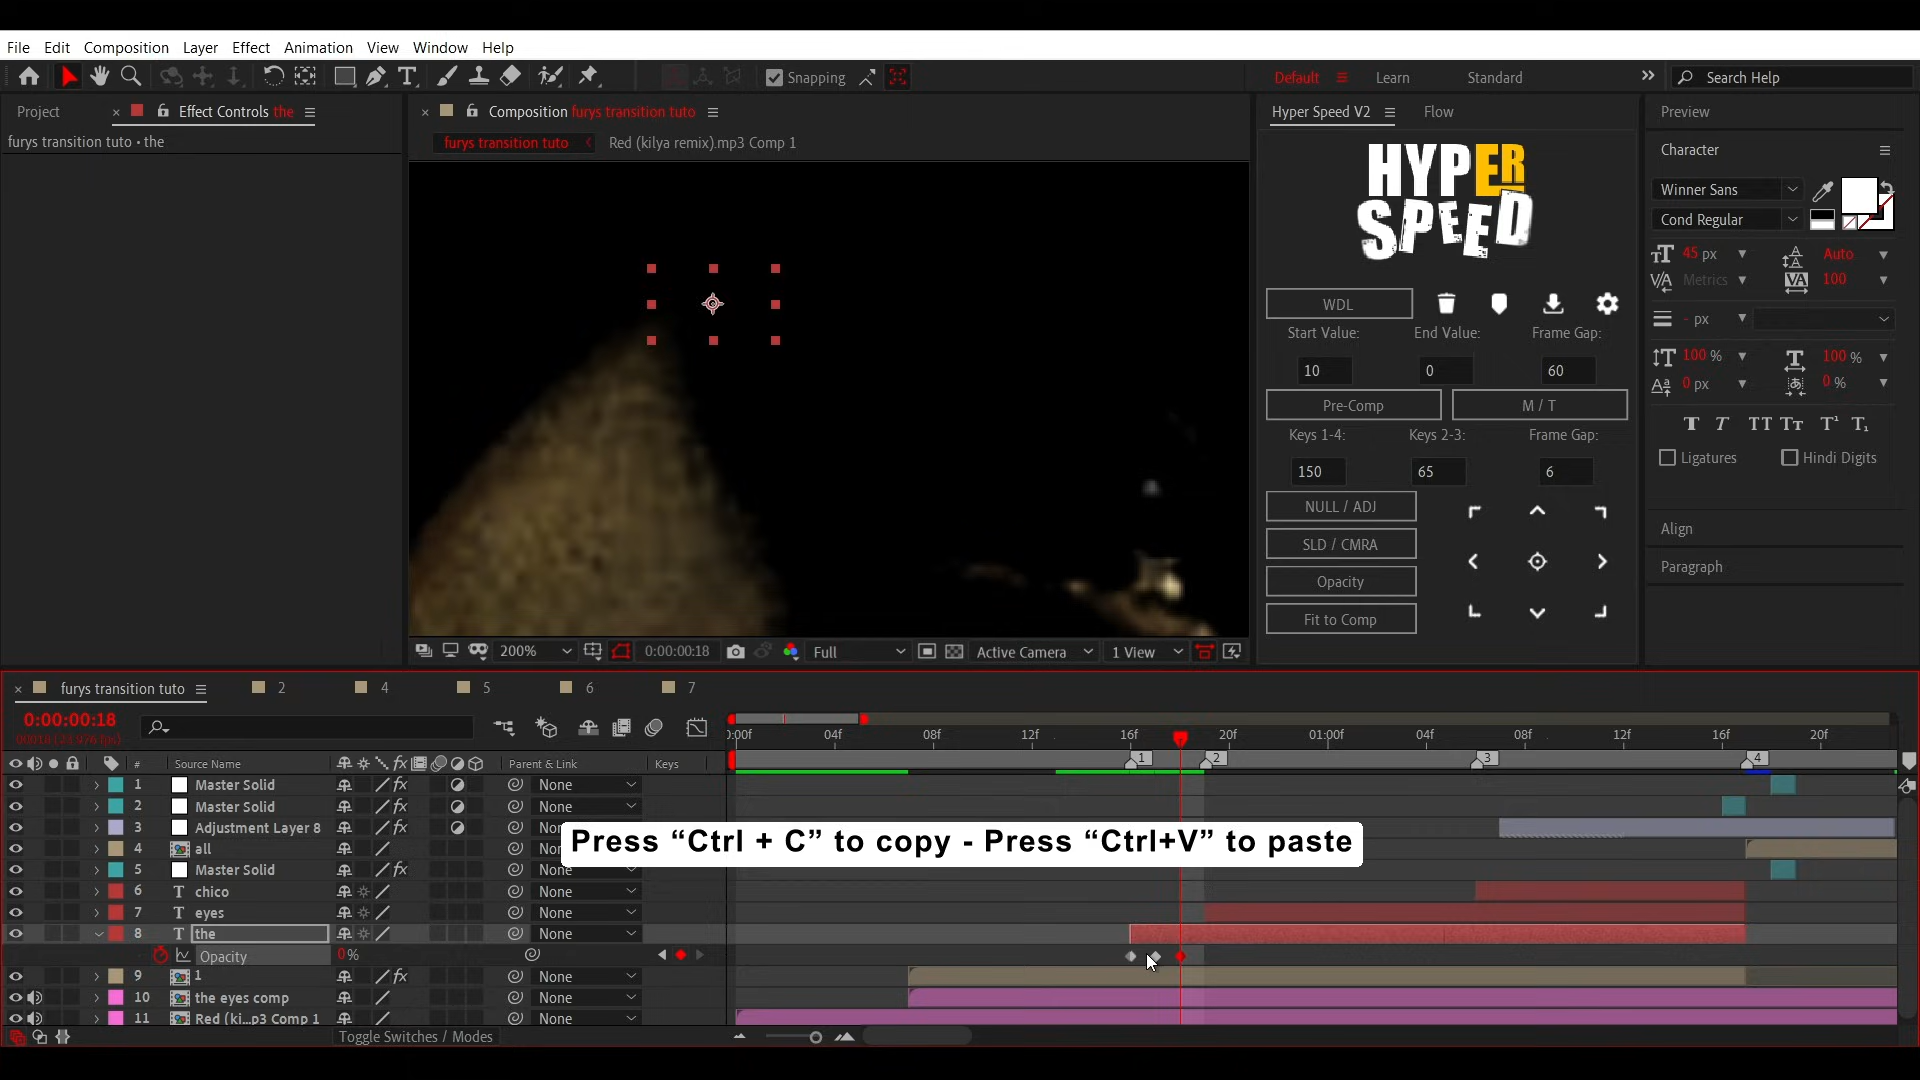 File Edit Composition Layer Effect Animation View Window Help
Snapping
Default Learn Standard Search Help
Project Effect Controls the
furys transition tuto • the
Composition furys transition tuto
furys transition tuto Red (kilya remix).mp3 Comp 1
200% 0:00:00:18 Full Active Camera 1 View
Hyper Speed V2 Flow
HYPER
SPEED
WDL
Start Value: End Value: Frame Gap:
10 0 60
Pre-Comp M / T
Keys 1-4: Keys 2-3: Frame Gap:
150 65 6
NULL / ADJ
SLD / CMRA
Opacity
Fit to Comp
Preview
Character
Winner Sans
Cond Regular
45 px Auto
Metrics 100
- px
100 % 100 %
0 px 0 %
Ligatures Hindi Digits
Align
Paragraph
furys transition tuto 2 4 5 6 7
0:00:00:18
00018 (23.976 fps)
0:00f 04f 08f 12f 16f 20f 01:00f 04f 08f 12f 16f 20f
1 2 3 4
# Source Name Parent & Link Keys
1 Master Solid None
2 Master Solid None
3 Adjustment Layer 8 None
Press “Ctrl + C” to copy - Press “Ctrl+V” to paste
4 all
5 Master Solid None
6 chico None
7 eyes None
8 the None
Opacity 0%
9 1 None
10 the eyes comp None
11 Red (ki...p3 Comp 1 None
Toggle Switches / Modes